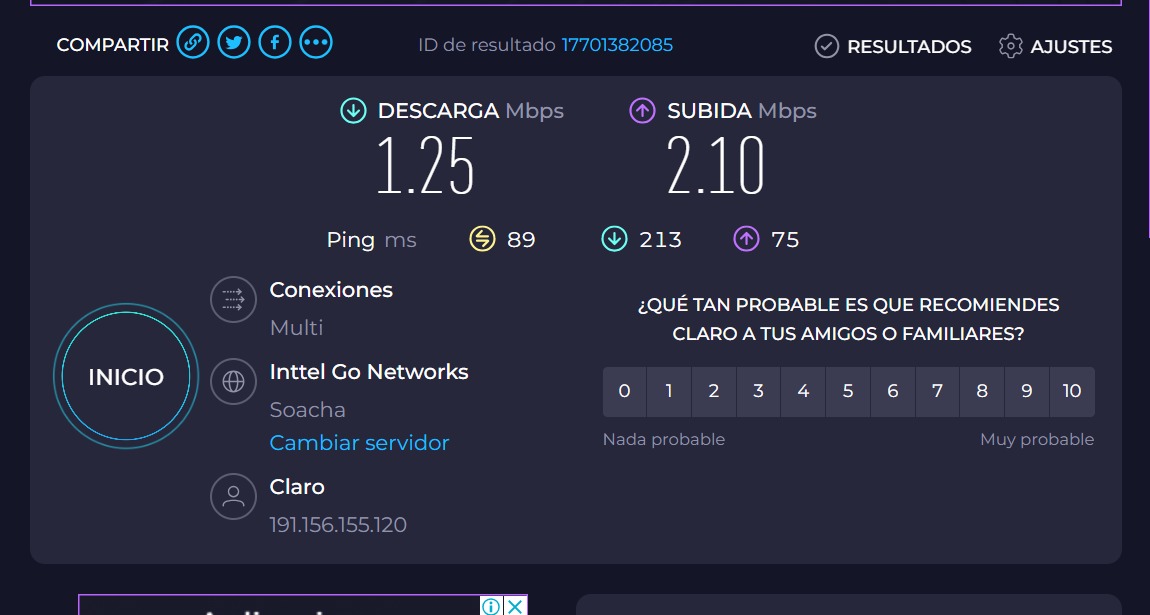 COMPARTIR
ID de resultado 17701382085
RESULTADOS
AJUSTES
DESCARGA Mbps
1.25
SUBIDA Mbps
2.10
Ping ms 89 213 75
INICIO
Conexiones
Multi
Inttel Go Networks
Soacha
Cambiar servidor
Claro
191.156.155.120
¿QUÉ TAN PROBABLE ES QUE RECOMIENDES
CLARO A TUS AMIGOS O FAMILIARES?
0 1 2 3 4 5 6 7 8 9 10
Nada probable
Muy probable